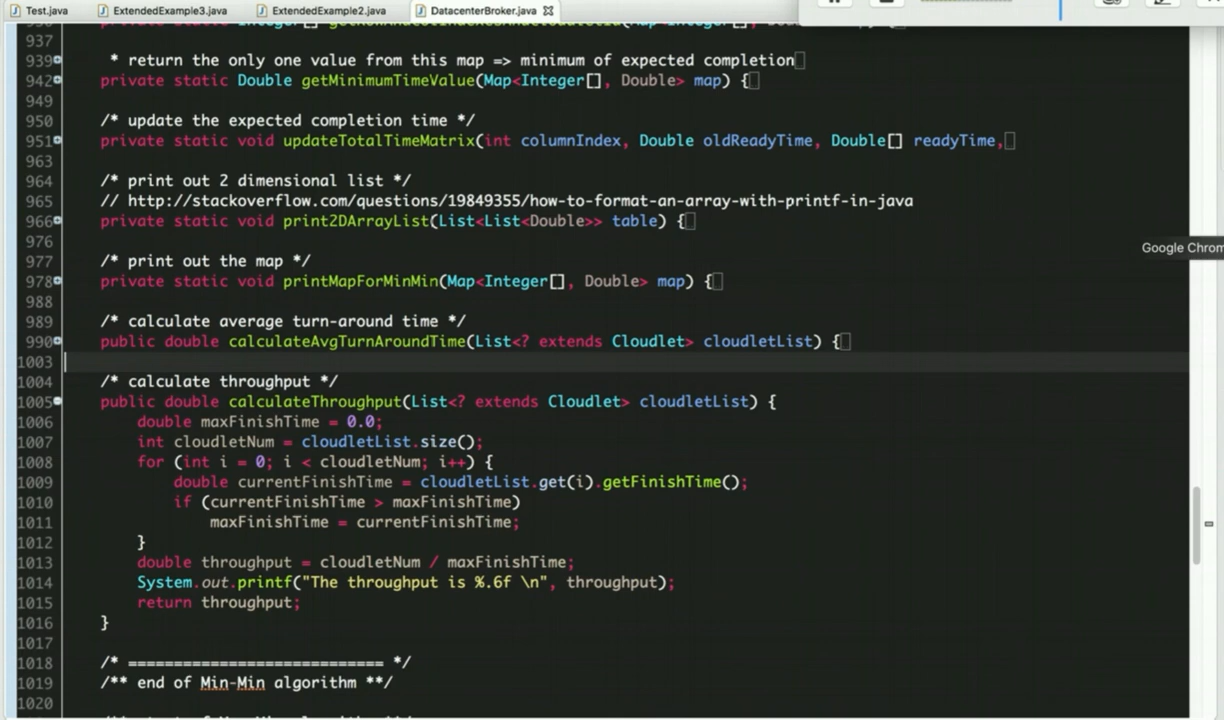 Test.java ExtendedExample3.java ExtendedExample2.java DatacenterBroker.java
937
939 * return the only one value from this map => minimum of expected completion
942 private static Double getMinimumTimeValue(Map<Integer[], Double> map) {
949
950 /* update the expected completion time */
951 private static void updateTotalTimeMatrix(int columnIndex, Double oldReadyTime, Double[] readyTime,
963
964 /* print out 2 dimensional list */
965 // http://stackoverflow.com/questions/19849355/how-to-format-an-array-with-printf-in-java
966 private static void print2DArrayList(List<List<Double>> table) {
976
Google Chrom
977 /* print out the map */
978 private static void printMapForMinMin(Map<Integer[], Double> map) {
988
989 /* calculate average turn-around time */
990 public double calculateAvgTurnAroundTime(List<? extends Cloudlet> cloudletList) {
1003
1004 /* calculate throughput */
1005 public double calculateThroughput(List<? extends Cloudlet> cloudletList) {
1006 double maxFinishTime = 0.0;
1007 int cloudletNum = cloudletList.size();
1008 for (int i = 0; i < cloudletNum; i++) {
1009 double currentFinishTime = cloudletList.get(i).getFinishTime();
1010 if (currentFinishTime > maxFinishTime)
1011 maxFinishTime = currentFinishTime;
1012 }
1013 double throughput = cloudletNum / maxFinishTime;
1014 System.out.printf("The throughput is %.6f \n", throughput);
1015 return throughput;
1016 }
1017
1018 /* ============================ */
1019 /** end of Min-Min algorithm **/
1020